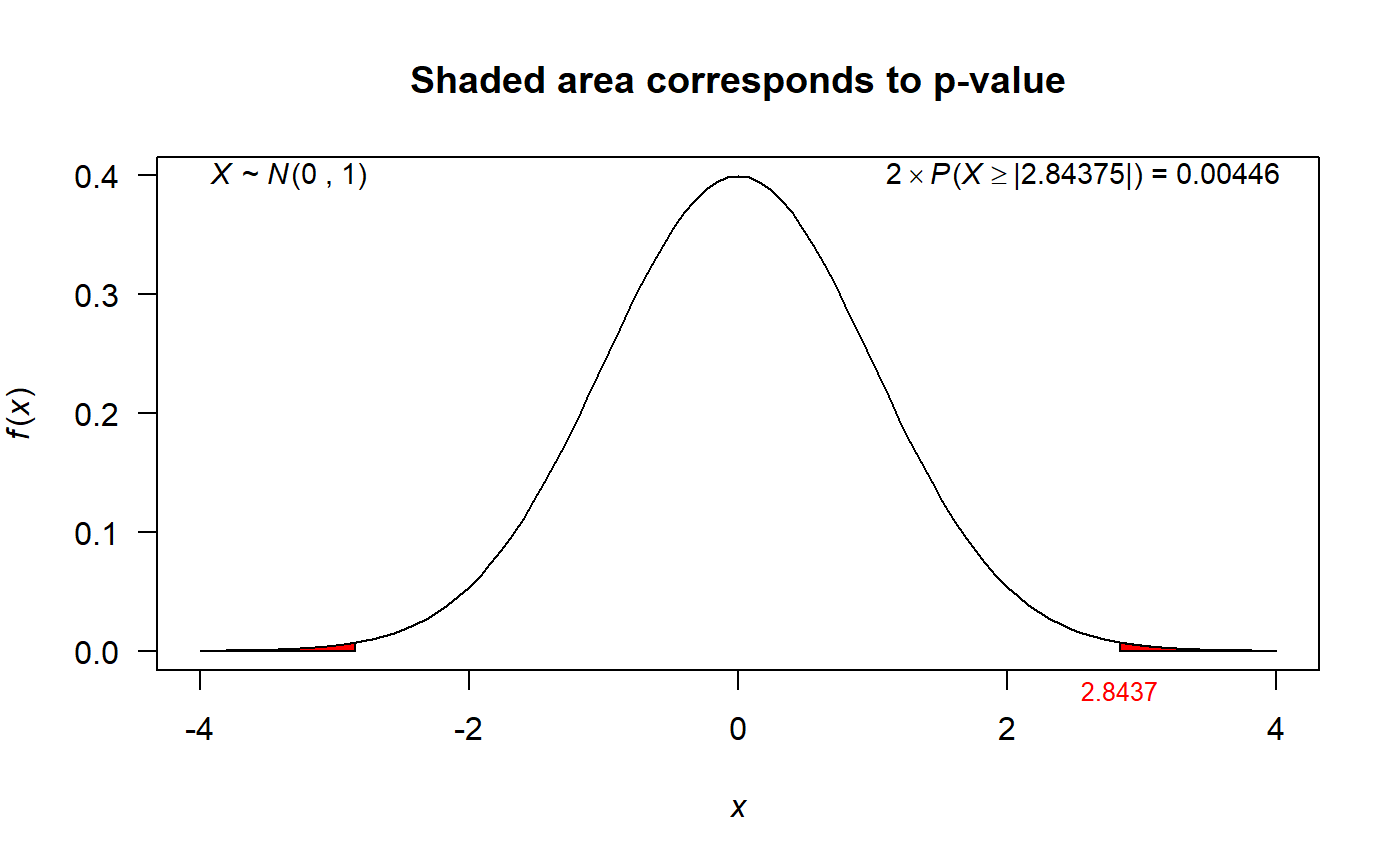 Shaded area corresponds to p-value
X ~ N(0 , 1)
2 × P(X ≥ |2.84375|) = 0.00446
0.4
0.3
0.2
0.1
0.0
f(x)
2.8437
-4
-2
0
2
4
x